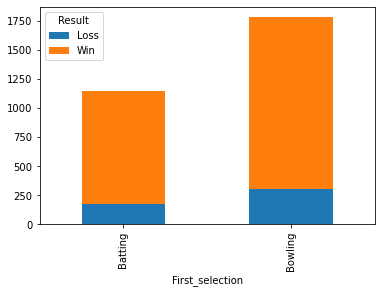 Result
Loss
Win
1750
1500
1250
1000
750
500
250
0
Batting
Bowling
First_selection